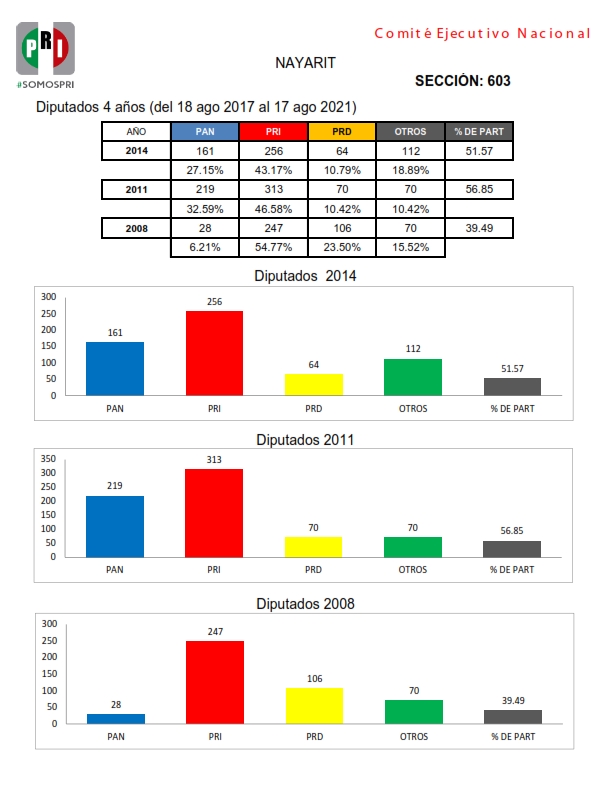 PRI
#SOMOSPRI
Comité Ejecutivo Nacional
NAYARIT
SECCIÓN: 603
Diputados 4 años (del 18 ago 2017 al 17 ago 2021)
AÑO PAN PRI PRD OTROS % DE PART
2014 161 256 64 112 51.57
27.15% 43.17% 10.79% 18.89%
2011 219 313 70 70 56.85
32.59% 46.58% 10.42% 10.42%
2008 28 247 106 70 39.49
6.21% 54.77% 23.50% 15.52%
Diputados 2014
300
250
200
150
100
50
0
161 256 64 112 51.57
PAN PRI PRD OTROS % DE PART
Diputados 2011
350
300
250
200
150
100
50
0
219 313 70 70 56.85
PAN PRI PRD OTROS % DE PART
Diputados 2008
300
250
200
150
100
50
0
28 247 106 70 39.49
PAN PRI PRD OTROS % DE PART